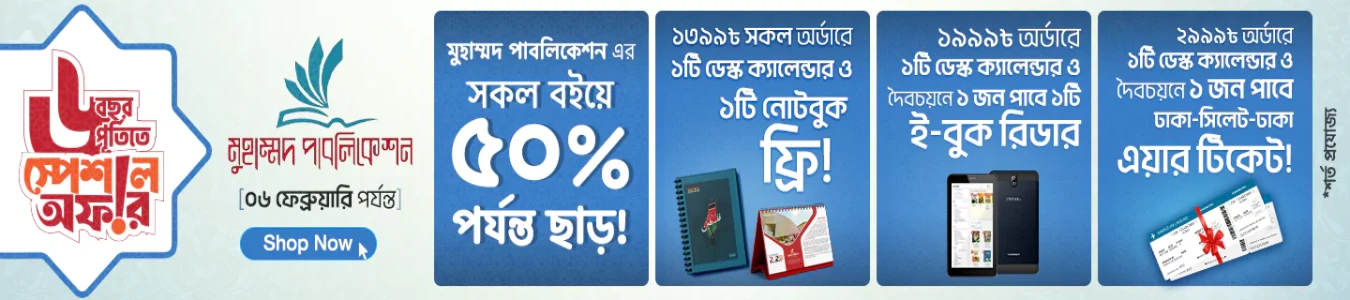 ৬ বছর
পূর্তিতে
স্পেশাল
অফার
মুহাম্মদ পাবলিকেশন
[০৬ ফেব্রুয়ারি পর্যন্ত]
Shop Now
মুহাম্মদ পাবলিকেশন এর
সকল বইয়ে
৫০%
পর্যন্ত ছাড়!
১৩৯৯৳ সকল অর্ডারে
১টি ডেস্ক ক্যালেন্ডার ও
১টি নোটবুক
ফ্রি!
১৯৯৯৳ অর্ডারে
১টি ডেস্ক ক্যালেন্ডার ও
দৈবচয়নে ১ জন পাবে ১টি
ই-বুক রিডার
২৯৯৯৳ অর্ডারে
১টি ডেস্ক ক্যালেন্ডার ও
দৈবচয়নে ১ জন পাবে
ঢাকা-সিলেট-ঢাকা
এয়ার টিকেট!
*শর্ত প্রযোজ্য